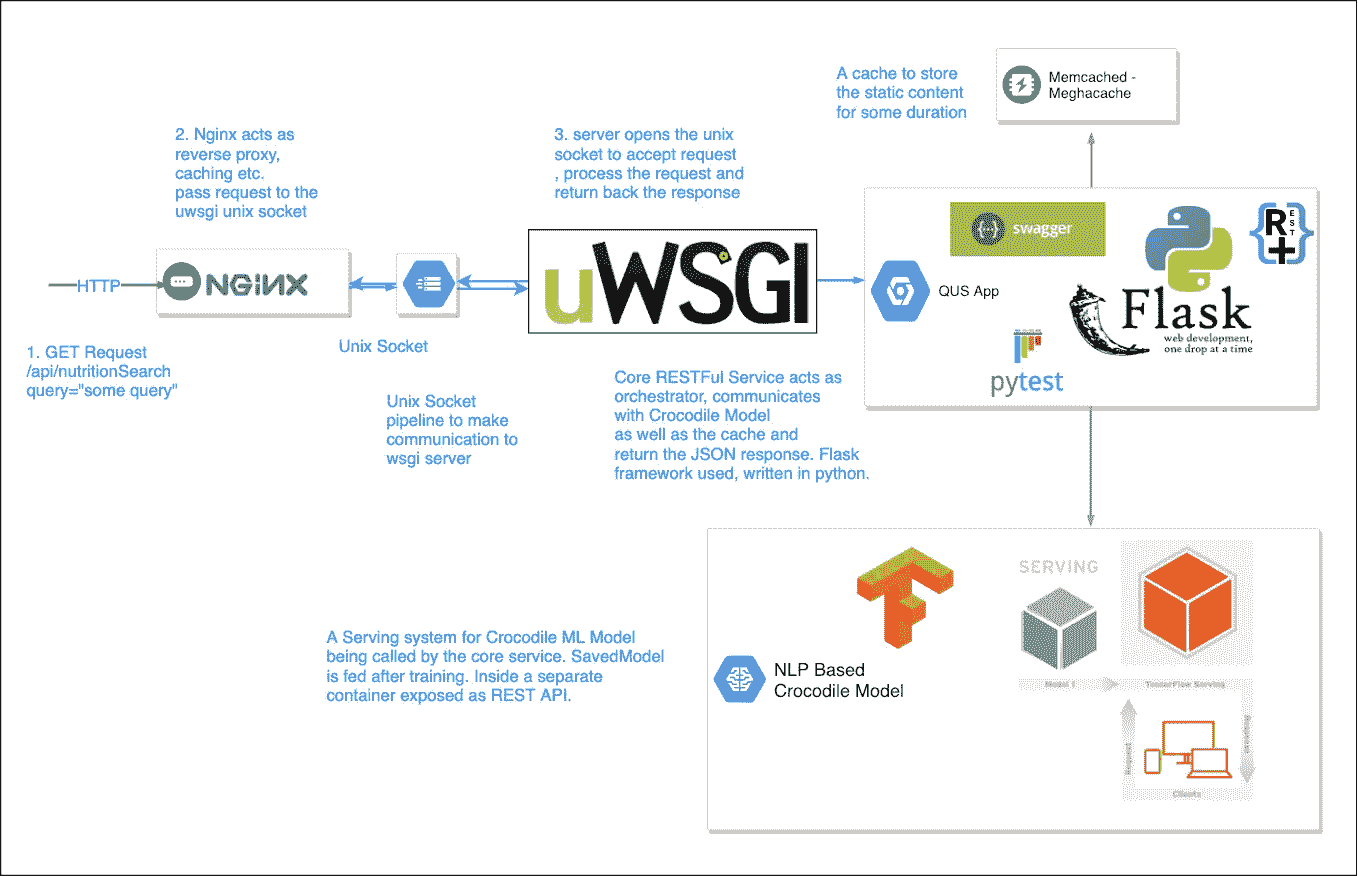 A cache to store
the static content
for some duration
Memcached -
Meghacache
2. Nginx acts as
reverse proxy,
caching etc.
pass request to the
uwsgi unix socket
3. server opens the unix
socket to accept request
, process the request and
return back the response
HTTP
NGINX
uWSGI
QUS App
{···} swagger
R
EST
+
Flask
web development,
one drop at a time
pytest
1. GET Request
/api/nutritionSearch
query="some query"
Unix Socket
Unix Socket
pipeline to make
communication to
wsgi server
Core RESTFul Service acts as
orchestrator, communicates
with Crocodile Model
as well as the cache and
return the JSON response. Flask
framework used, written in python.
A Serving system for Crocodile ML Model
being called by the core service. SavedModel
is fed after training. Inside a separate
container exposed as REST API.
NLP Based
Crocodile Model
SERVING
Model 1
TensorFlow Serving
Request
Response
Clients